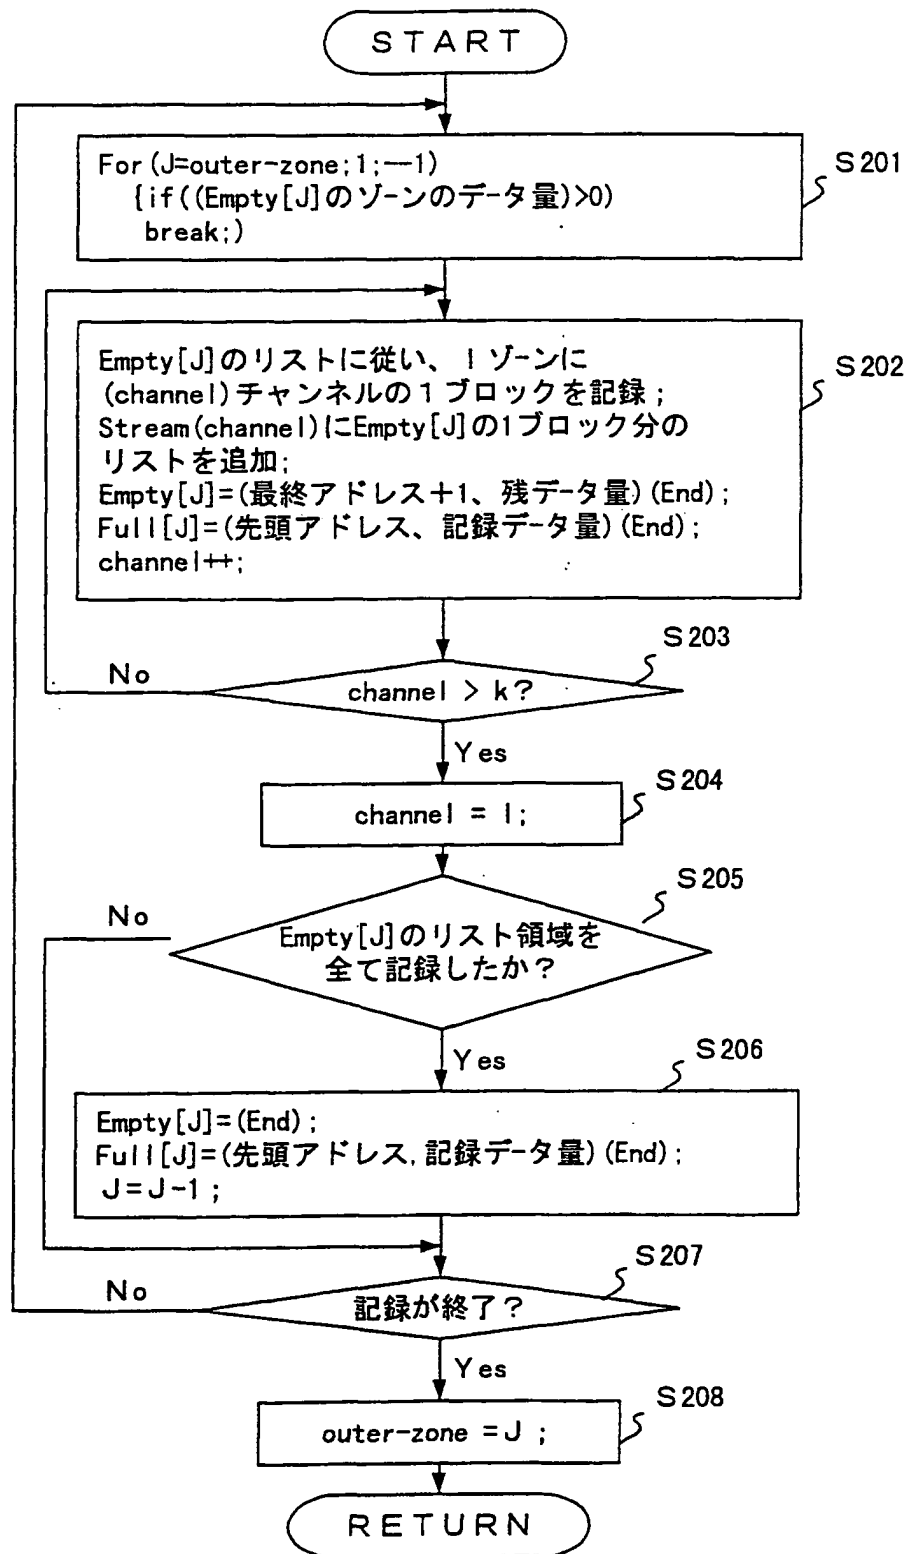 START
For(J=outer-zone;1;--1)
{if((Empty[J]のゾーンのデータ量)>0)
break;)
S201
Empty[J]のリストに従い、1ゾーンに
(channel)チャンネルの1ブロックを記録;
Stream(channel)にEmpty[J]の1ブロック分の
リストを追加;
Empty[J]=(最終アドレス+1、残データ量)(End);
Full[J]=(先頭アドレス、記録データ量)(End);
channel++;
S202
S203
No
channel > k?
Yes
S204
channel = 1;
S205
No
Empty[J]のリスト領域を
全て記録したか?
Yes
S206
Empty[J]=(End);
Full[J]=(先頭アドレス,記録データ量)(End);
J=J-1;
S207
No
記録が終了?
Yes
S208
outer-zone =J ;
RETURN